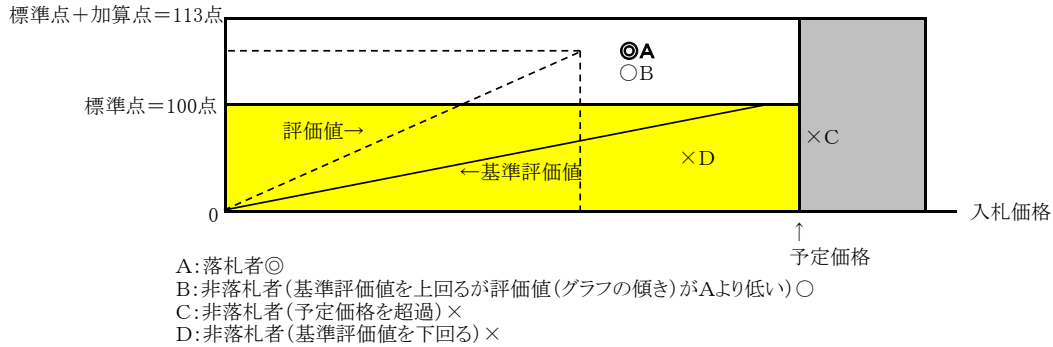 標準点＋加算点＝113点
◎A
○B
標準点＝100点
評価値→
×C
×D
←基準評価値
0
入札価格
↑
予定価格
A：落札者◎
B：非落札者（基準評価値を上回るが評価値（グラフの傾き）がAより低い）○
C：非落札者（予定価格を超過）×
D：非落札者（基準評価値を下回る）×